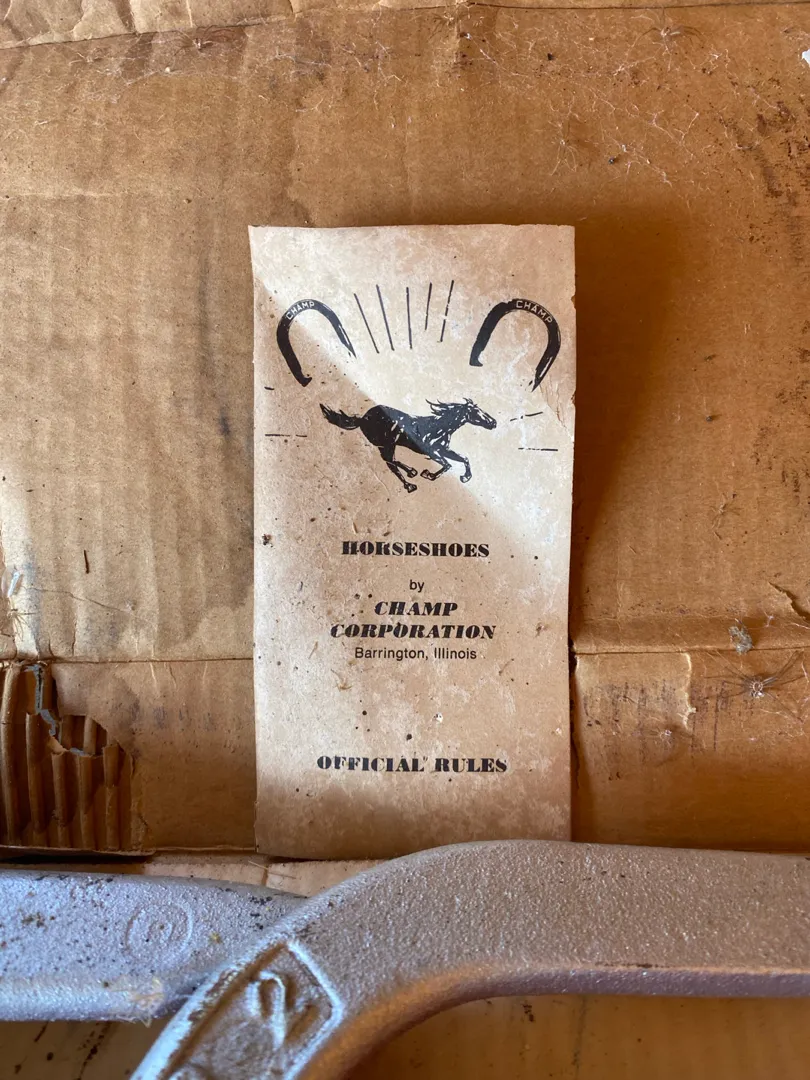 CHAMP
CHAMP
HORSESHOES
by
CHAMP
CORPORATION
Barrington, Illinois
OFFICIAL RULES